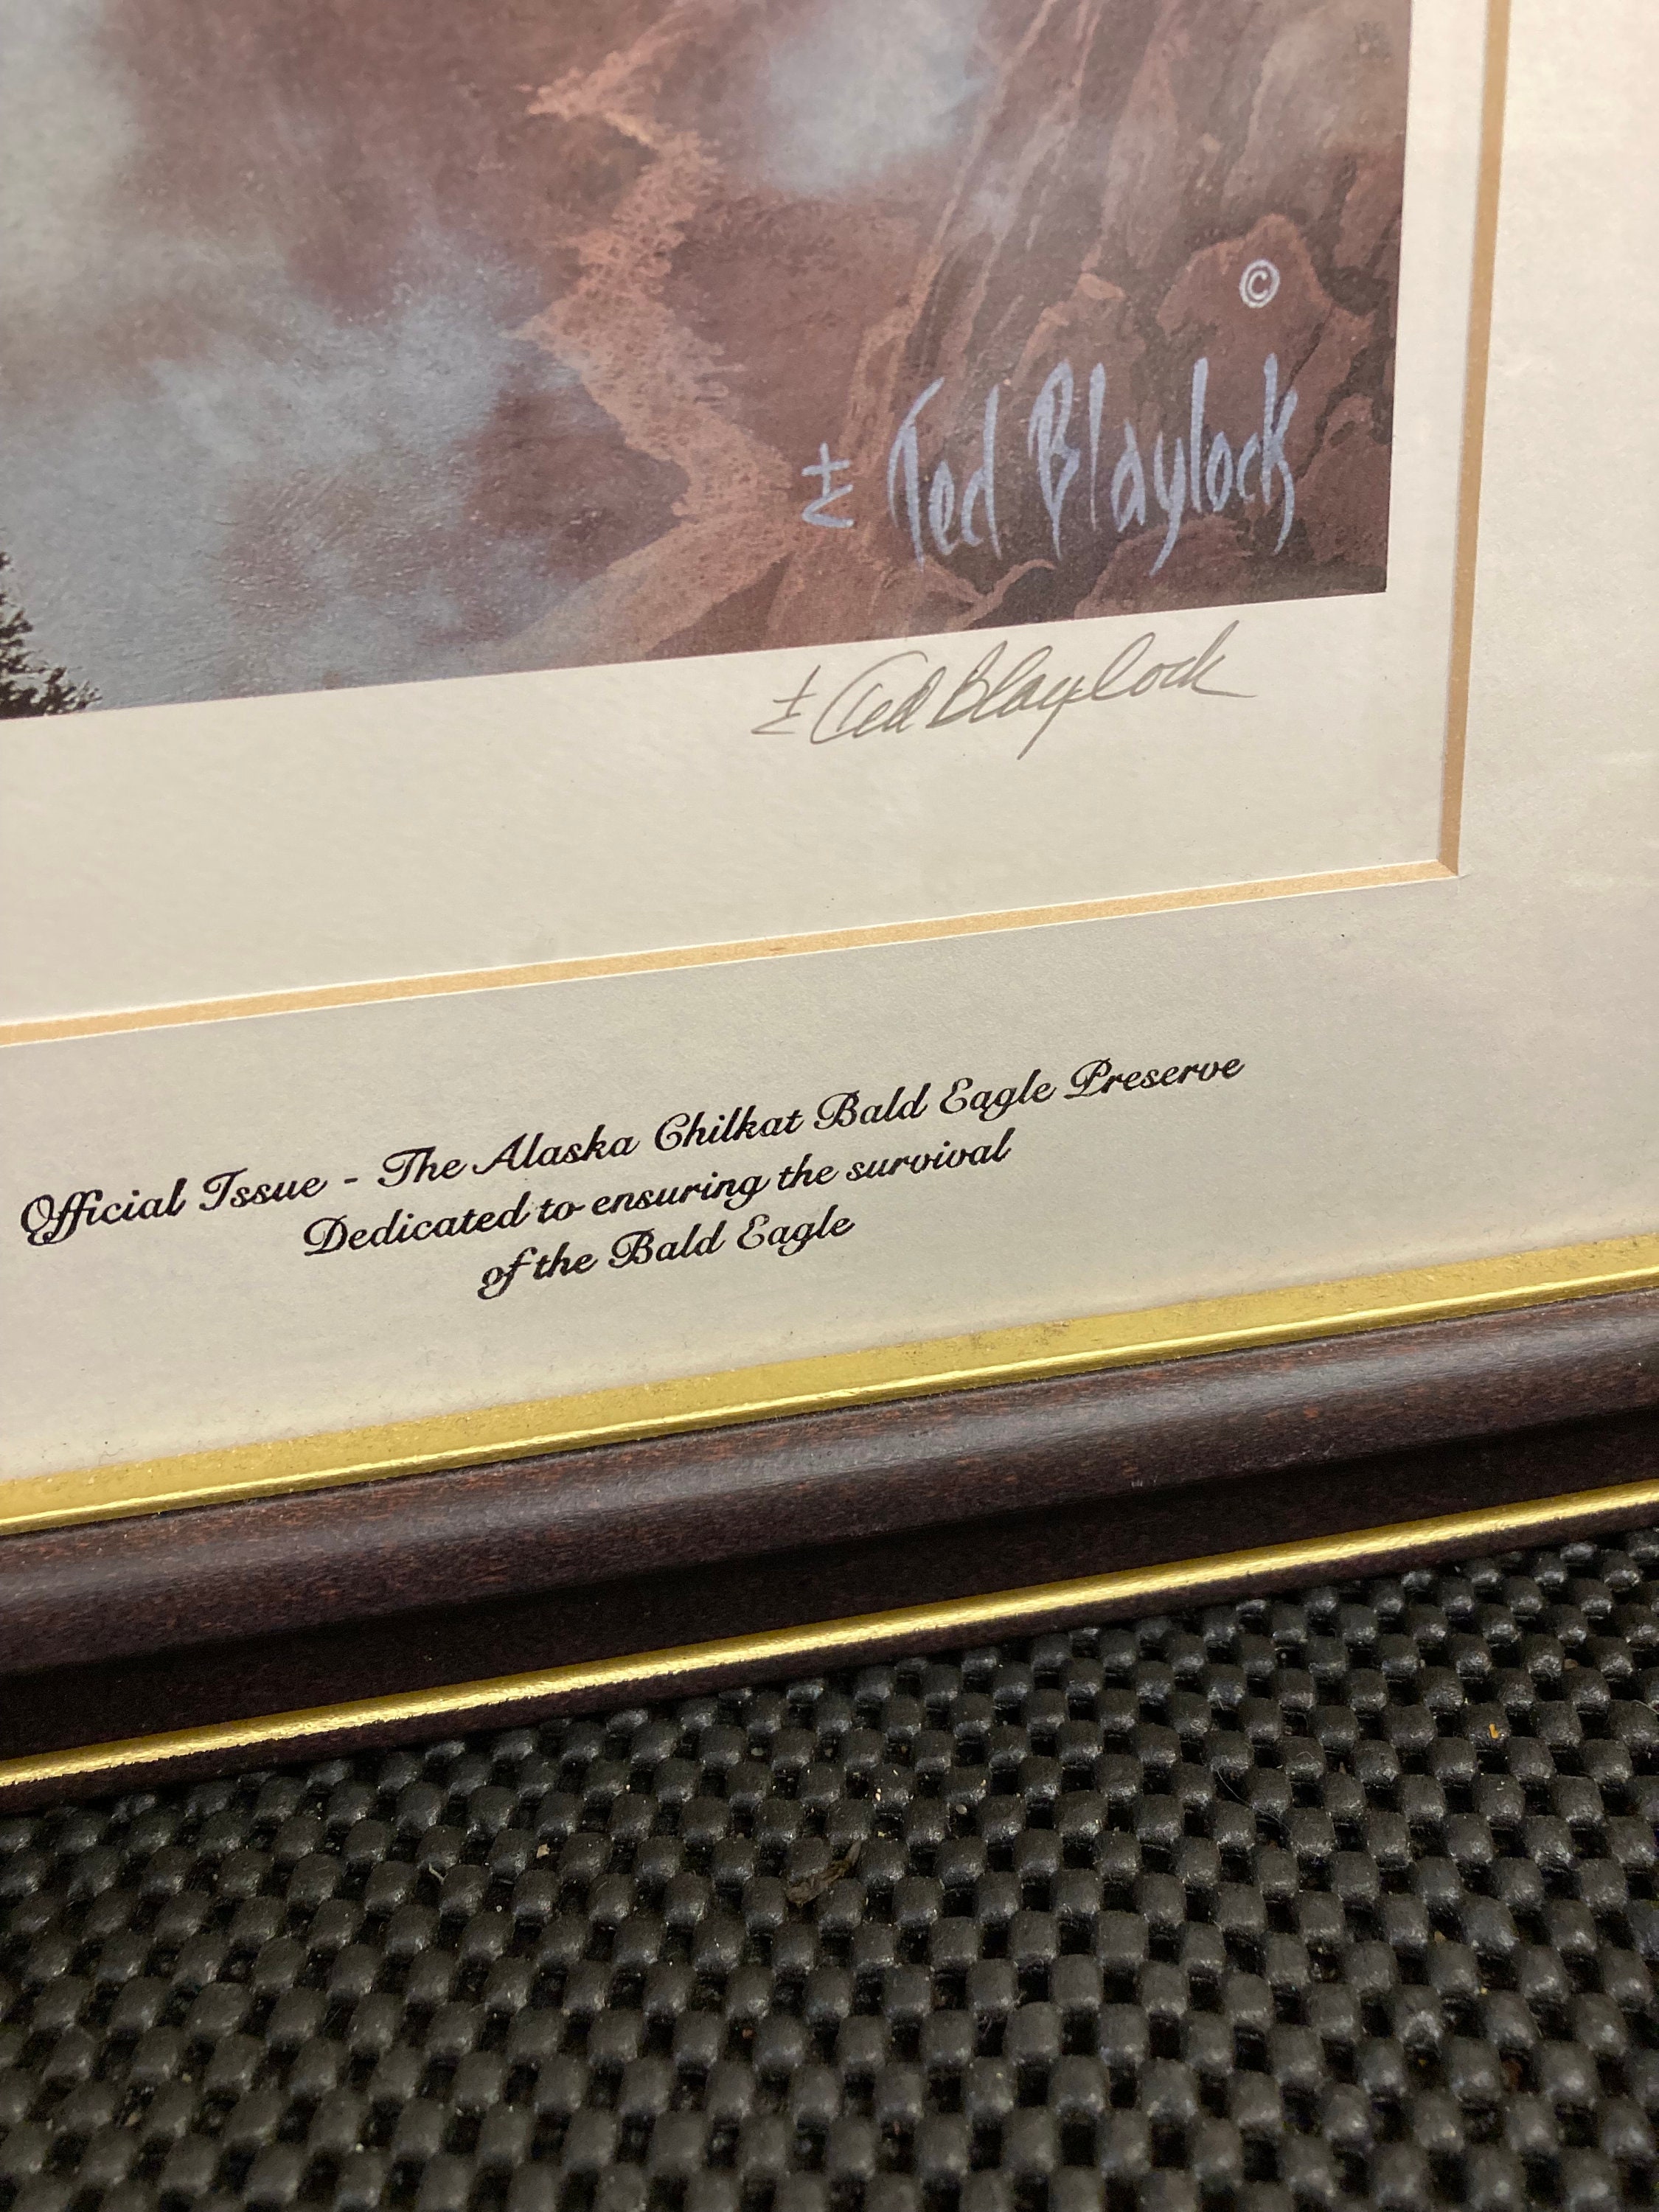 ©
± Ted Blaylock
± Ted Blaylock
Official Issue - The Alaska Chilkat Bald Eagle Preserve
Dedicated to ensuring the survival
of the Bald Eagle